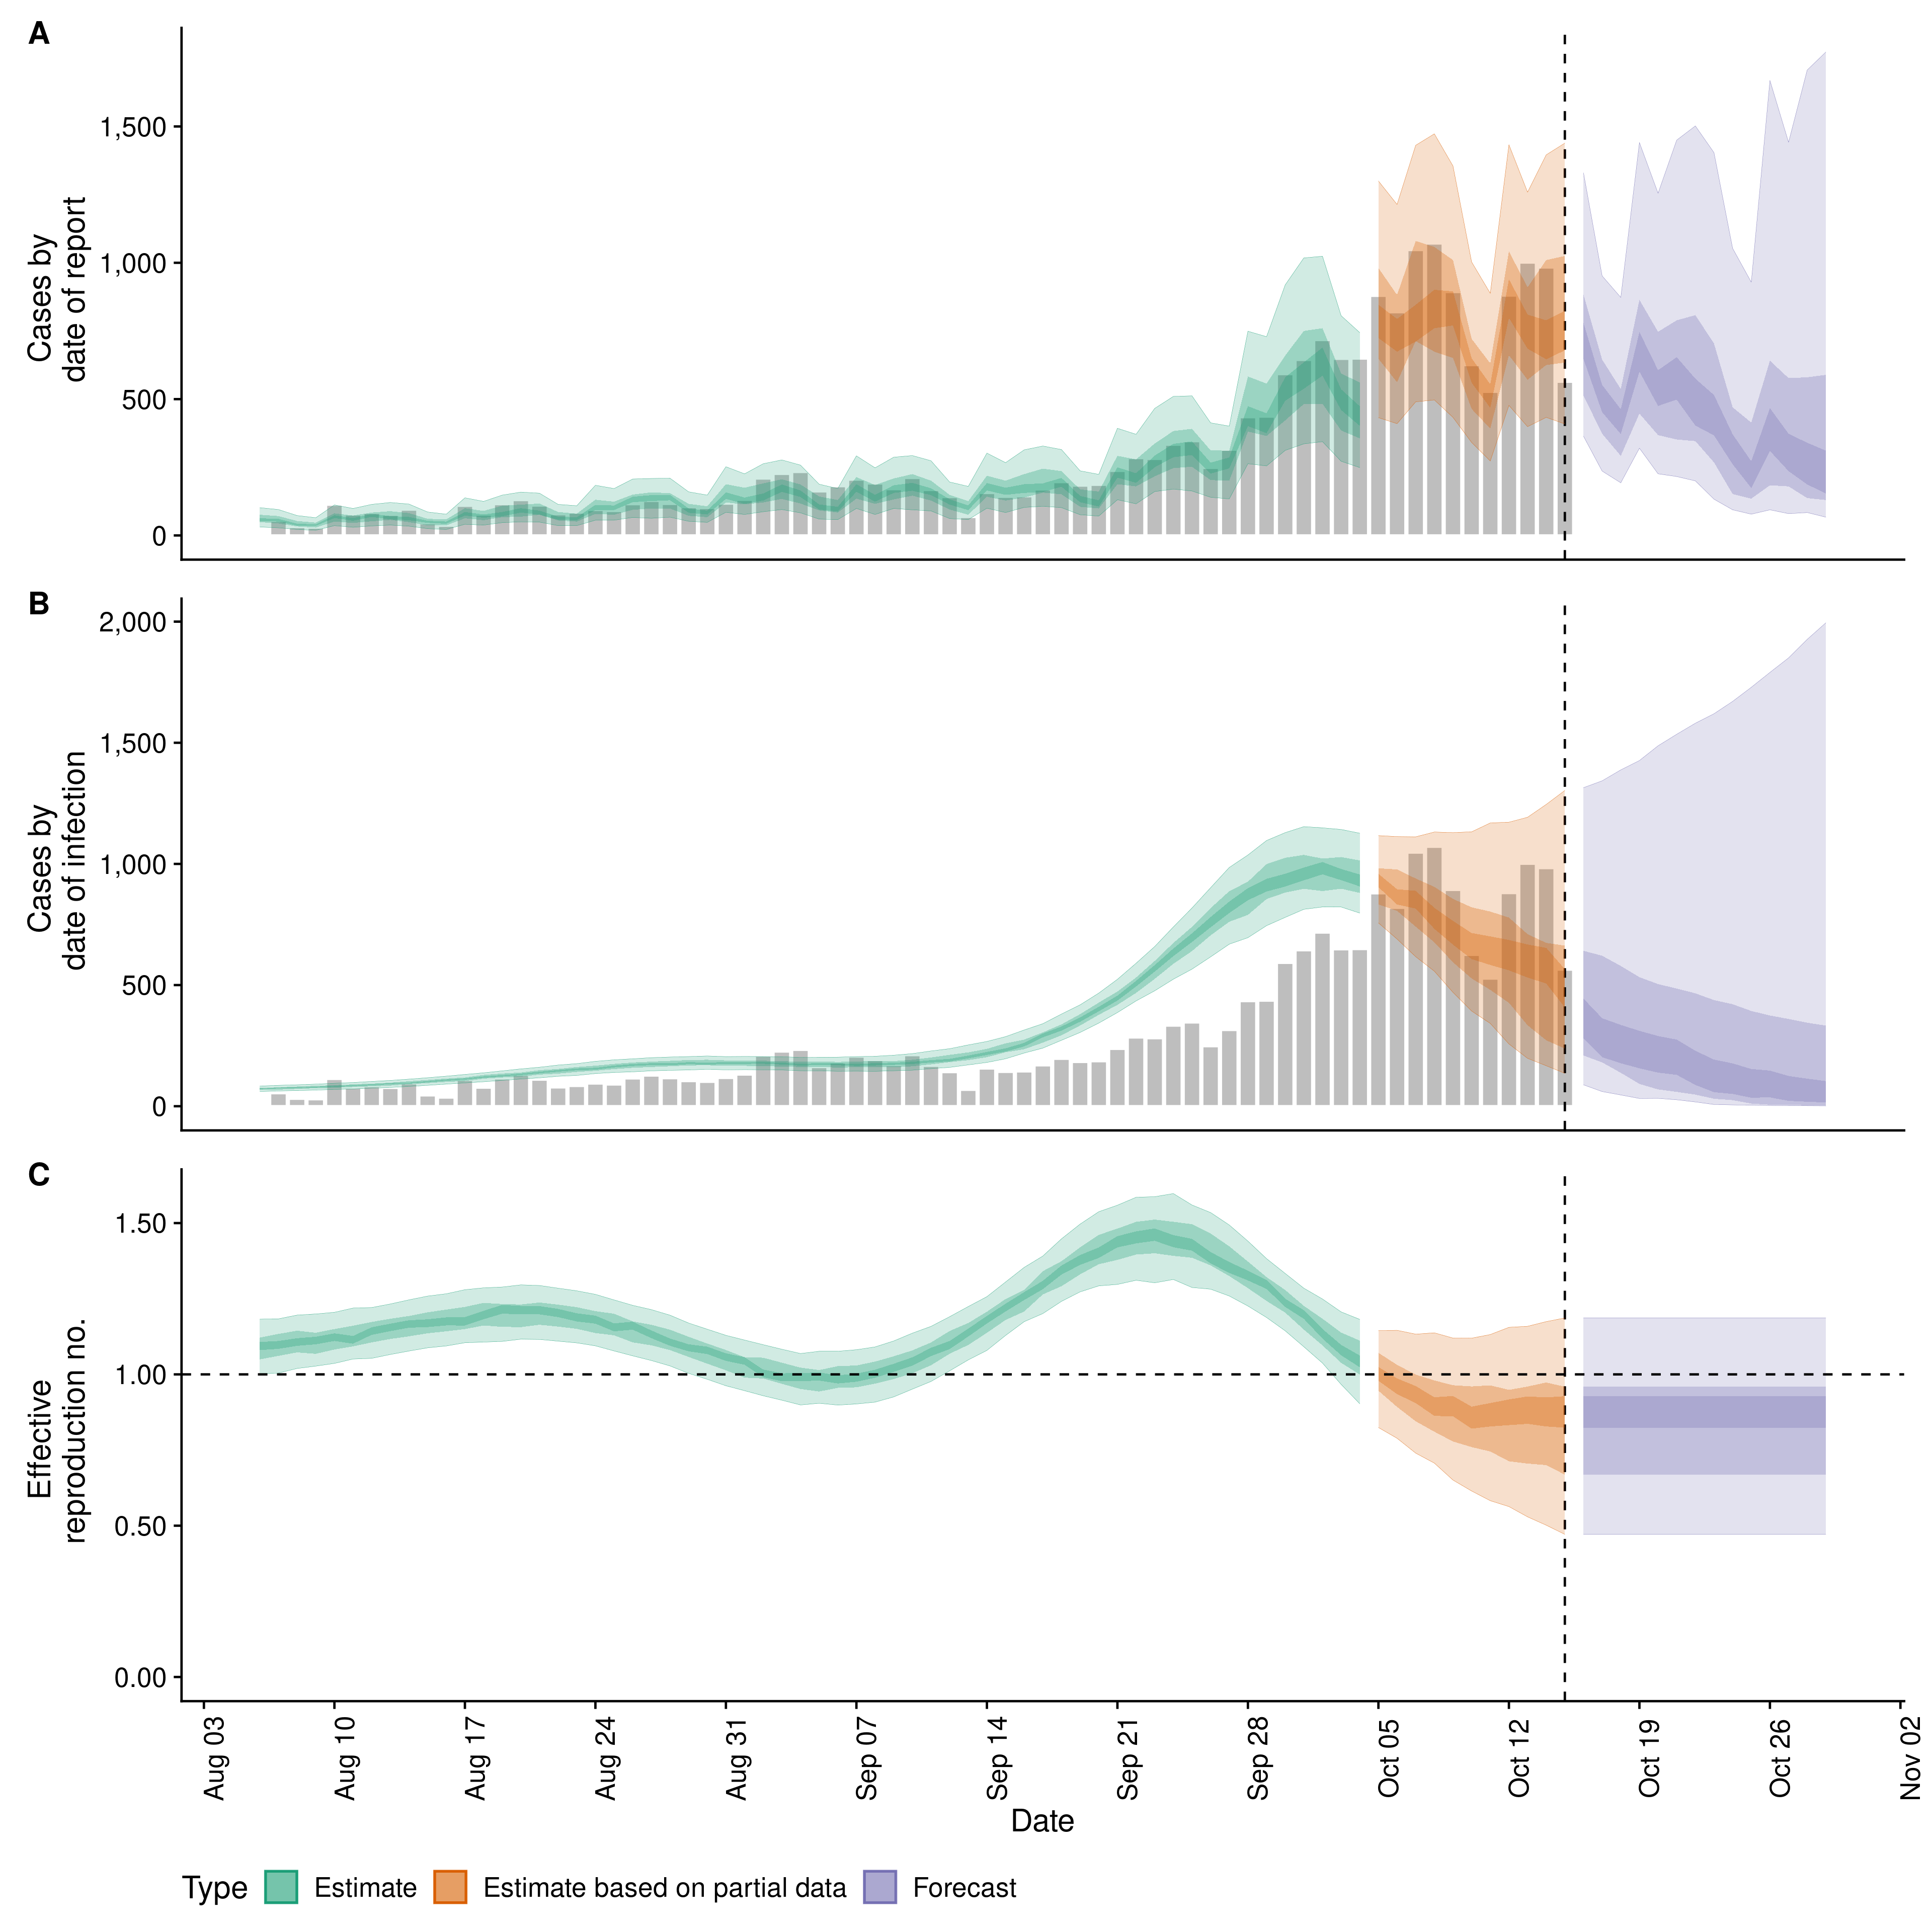 A
Cases by
date of report
1,500
1,000
500
0
B
Cases by
date of infection
2,000
1,500
1,000
500
0
C
Effective
reproduction no.
1.50
1.00
0.50
0.00
Aug 03
Aug 10
Aug 17
Aug 24
Aug 31
Sep 07
Sep 14
Sep 21
Sep 28
Oct 05
Oct 12
Oct 19
Oct 26
Nov 02
Date
Type Estimate Estimate based on partial data Forecast